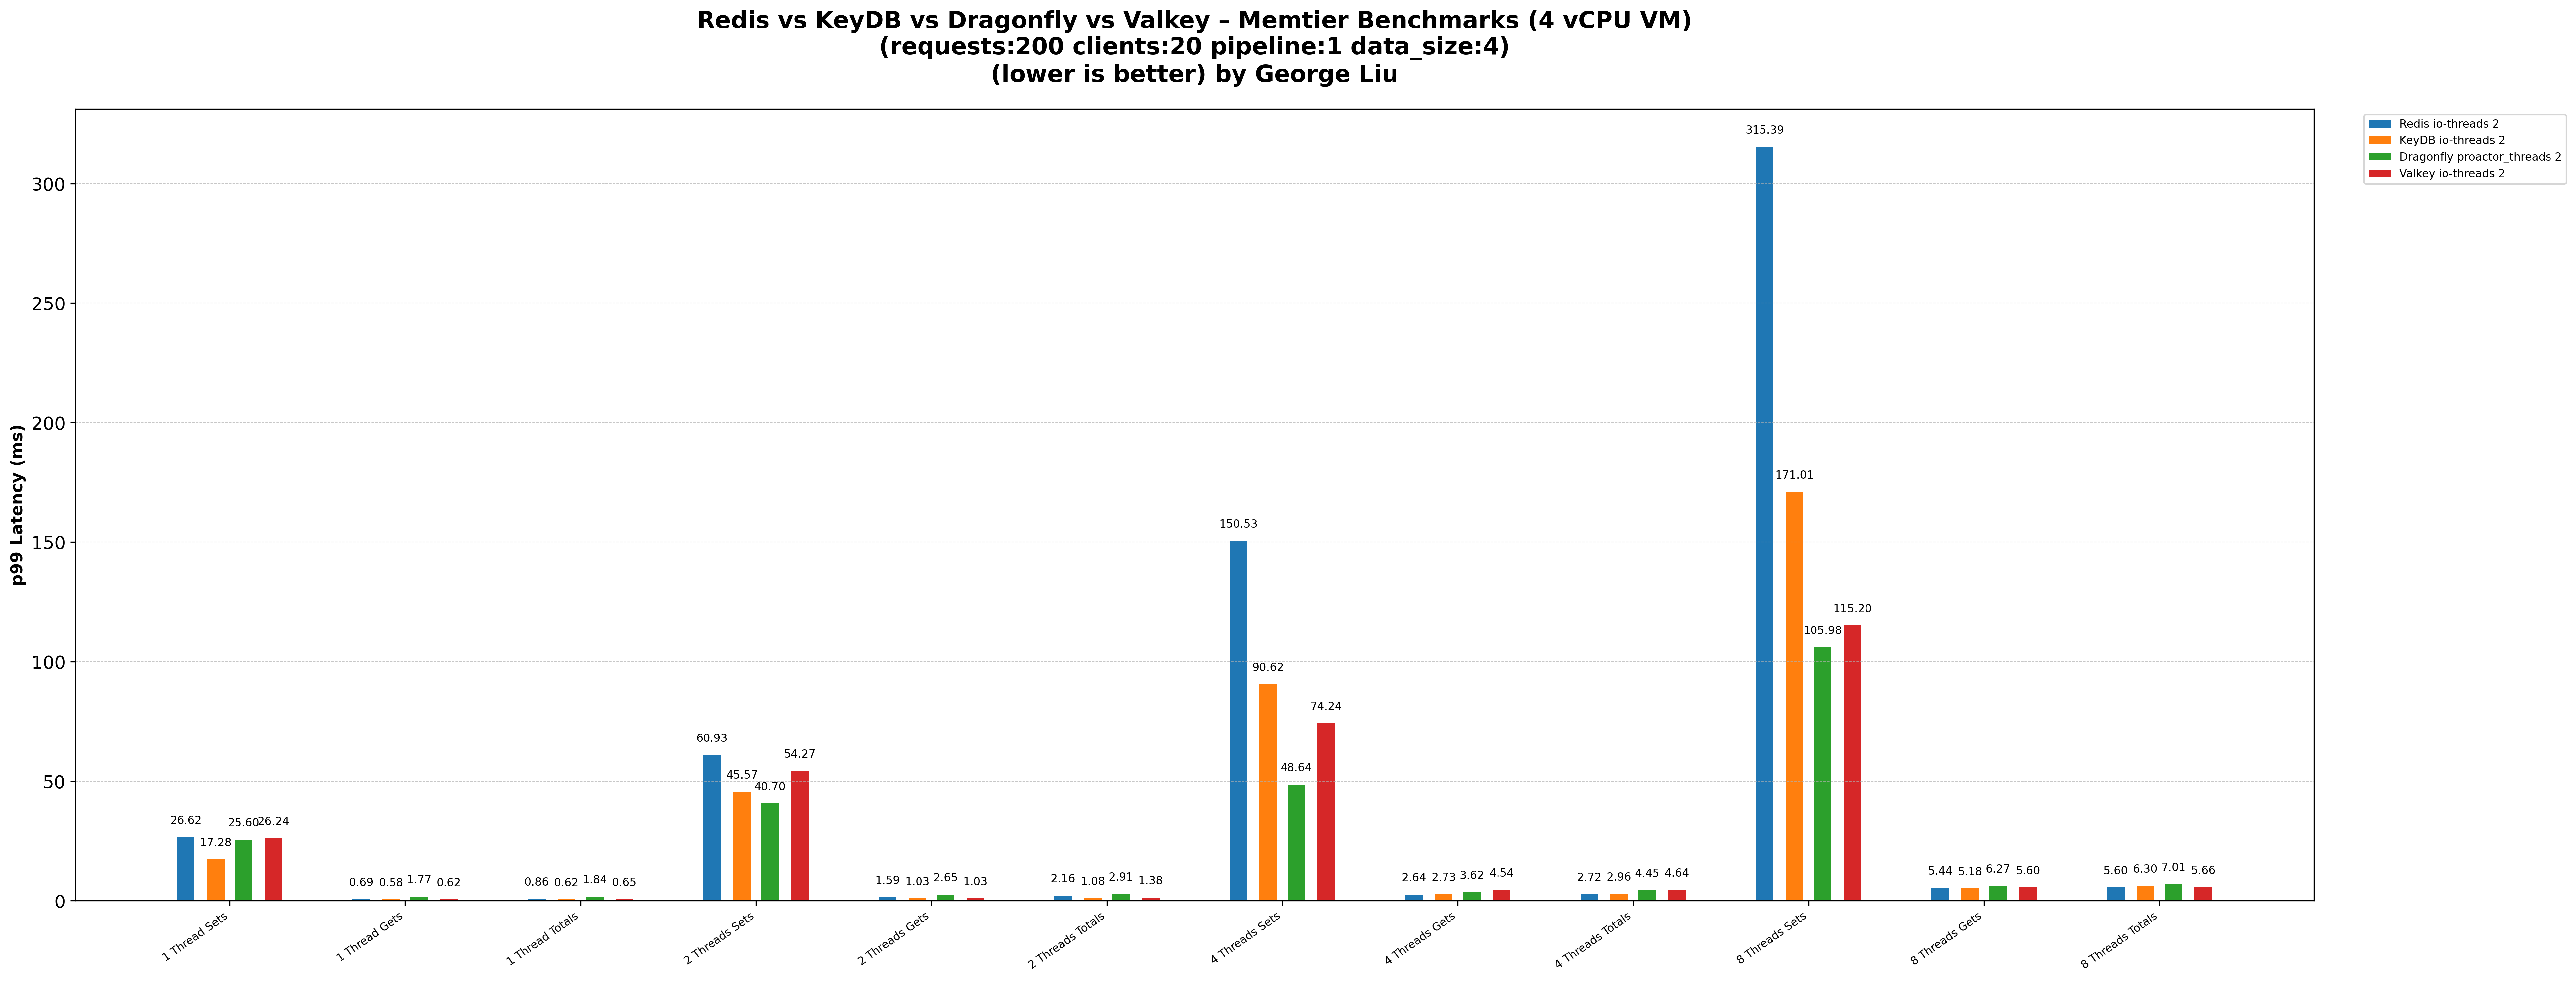 Redis vs KeyDB vs Dragonfly vs Valkey – Memtier Benchmarks (4 vCPU VM)
(requests:200 clients:20 pipeline:1 data_size:4)
(lower is better) by George Liu
Redis io-threads 2
KeyDB io-threads 2
Dragonfly proactor_threads 2
Valkey io-threads 2
p99 Latency (ms)
300
250
200
150
100
50
0
26.62
17.28
25.60
26.24
0.69
0.58
1.77
0.62
0.86
0.62
1.84
0.65
60.93
45.57
40.70
54.27
1.59
1.03
2.65
1.03
2.16
1.08
2.91
1.38
150.53
90.62
48.64
74.24
2.64
2.73
3.62
4.54
2.72
2.96
4.45
4.64
315.39
171.01
105.98
115.20
5.44
5.18
6.27
5.60
5.60
6.30
7.01
5.66
1 Thread Sets
1 Thread Gets
1 Thread Totals
2 Threads Sets
2 Threads Gets
2 Threads Totals
4 Threads Sets
4 Threads Gets
4 Threads Totals
8 Threads Sets
8 Threads Gets
8 Threads Totals